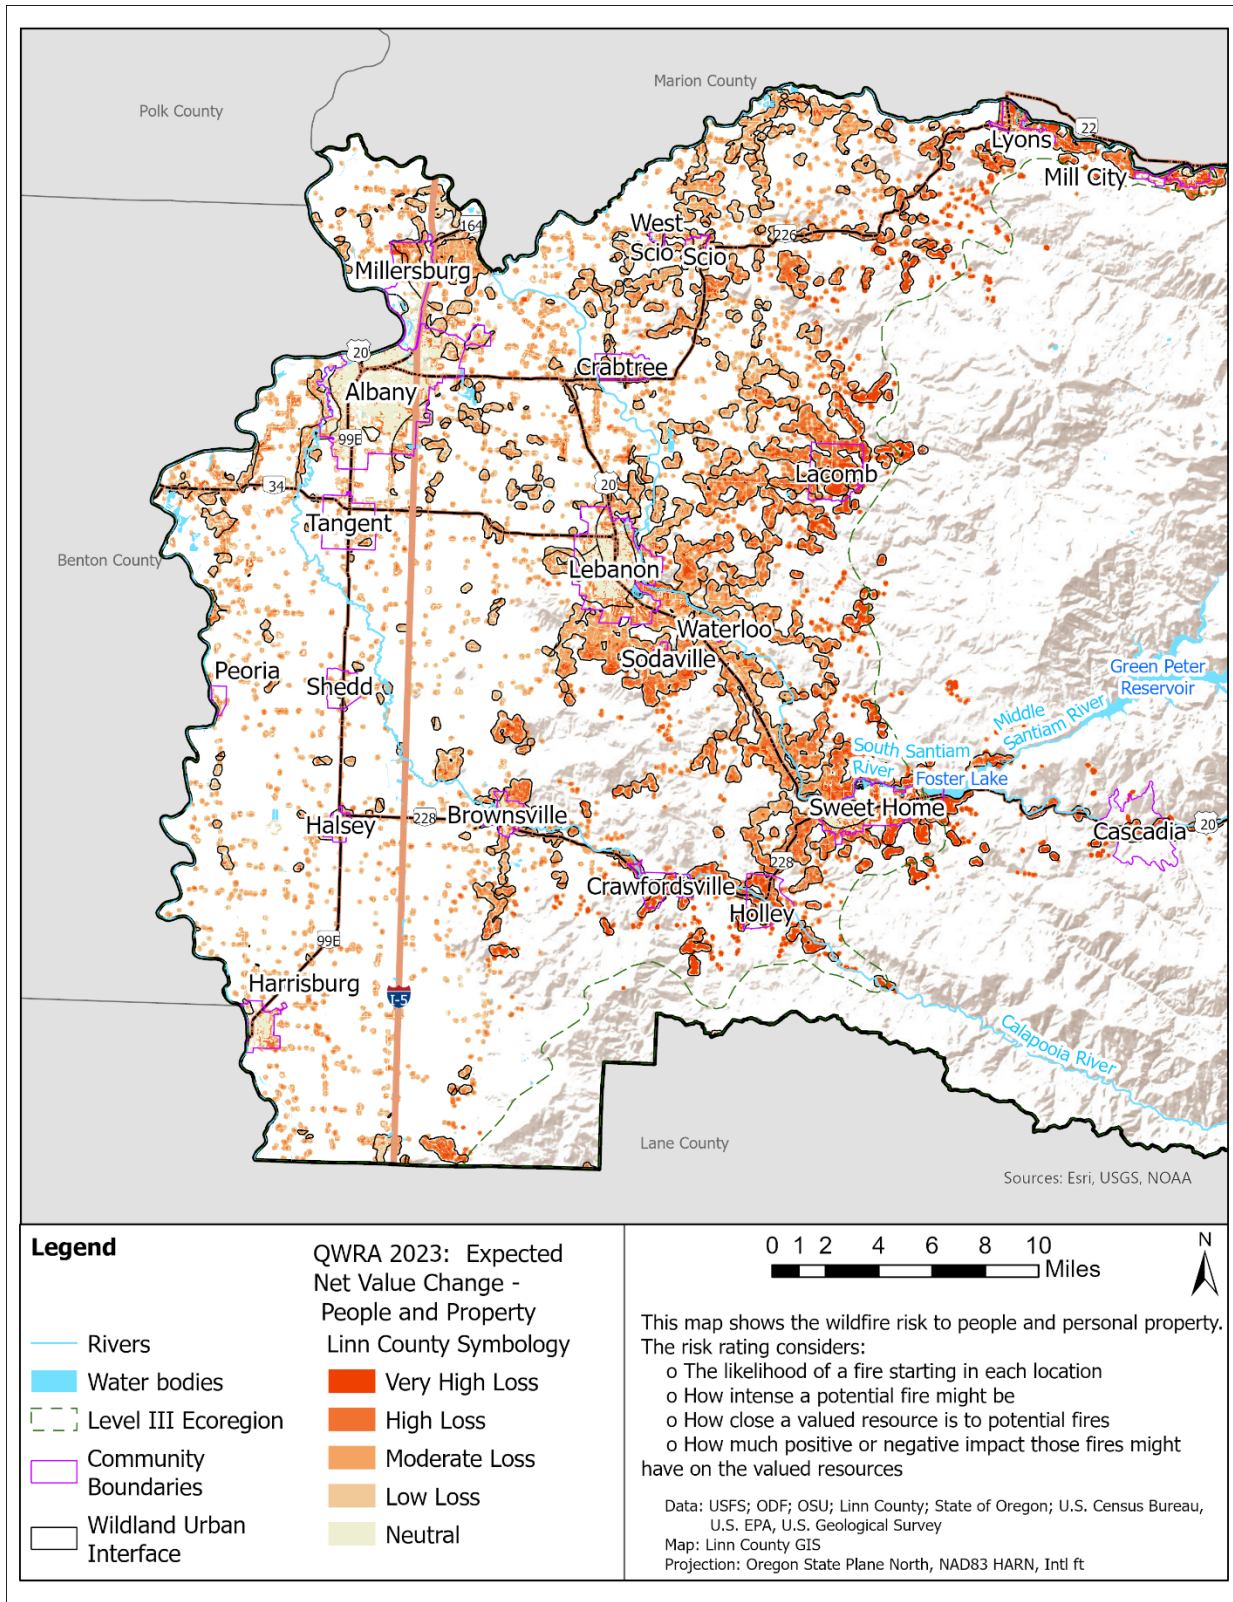 Marion County
Polk County
22
Lyons
Mill City
164
West
Scio
Scio
226
Millersburg
20
Crabtree
Albany
99E
Lacomb
34
20
Tangent
Benton County
Lebanon
Waterloo
Sodaville
Green Peter
Reservoir
Peoria
Shedd
Middle
Santiam River
South Santiam
River
Foster Lake
Sweet Home
Brownsville
228
Halsey
Cascadia
20
228
Crawfordsville
Holley
99E
Harrisburg
I-5
Calapooia River
Lane County
Sources: Esri, USGS, NOAA
Legend
Rivers
Water bodies
Level III Ecoregion
Community
Boundaries
Wildland Urban
Interface
QWRA 2023: Expected
Net Value Change -
People and Property
Linn County Symbology
Very High Loss
High Loss
Moderate Loss
Low Loss
Neutral
0 1 2 4 6 8 10
Miles
N
This map shows the wildfire risk to people and personal property.
The risk rating considers:
o The likelihood of a fire starting in each location
o How intense a potential fire might be
o How close a valued resource is to potential fires
o How much positive or negative impact those fires might
have on the valued resources
Data: USFS; ODF; OSU; Linn County; State of Oregon; U.S. Census Bureau,
U.S. EPA, U.S. Geological Survey
Map: Linn County GIS
Projection: Oregon State Plane North, NAD83 HARN, Intl ft